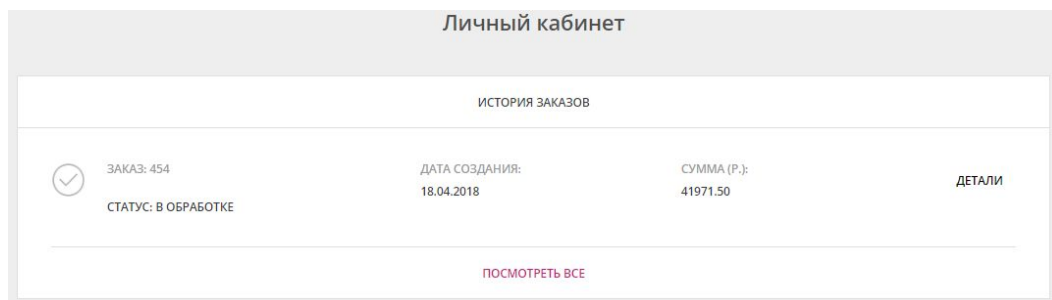 Личный кабинет
ИСТОРИЯ ЗАКАЗОВ
ЗАКАЗ: 454
СТАТУС: В ОБРАБОТКЕ
ДАТА СОЗДАНИЯ:
18.04.2018
СУММА (Р.):
41971.50
ДЕТАЛИ
ПОСМОТРЕТЬ ВСЕ